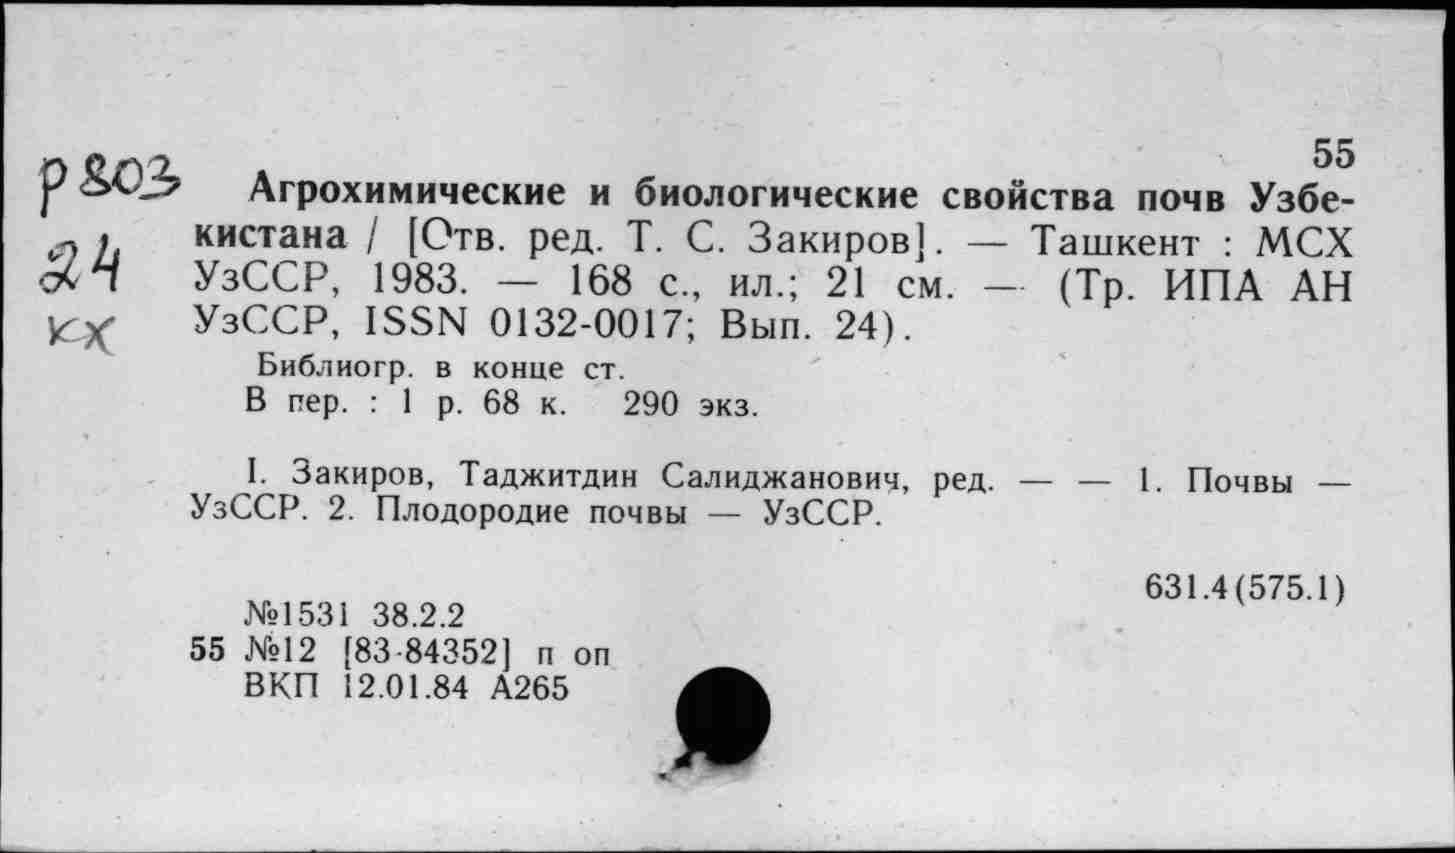 55
р803 Агрохимические и биологические свойства почв Узбе-
24 кистана / [Отв. ред. Т. С. Закиров]. — Ташкент : МСХ
УзССР, 1983. — 168 с., ил.; 21 см. — (Тр. ИПА АН
кх УзССР, ISSN 0132-0017; Вып. 24).
Библиогр. в конце ст.
В пер. : 1 р. 68 к. 290 экз.
I. Закиров, Таджитдин Салиджанович, ред. — — 1. Почвы —
УзССР. 2. Плодородие почвы — УзССР.
631.4(575.1)
№1531 38.2.2
55 №12 [83-84352] п оп
ВКП 12.01.84 А265